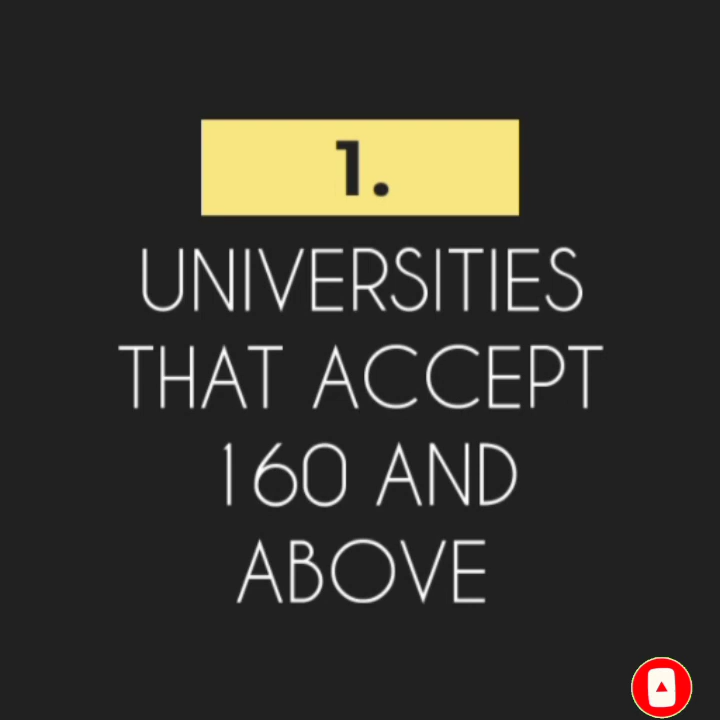 1.
UNIVERSITIES
THAT ACCEPT
160 AND
ABOVE